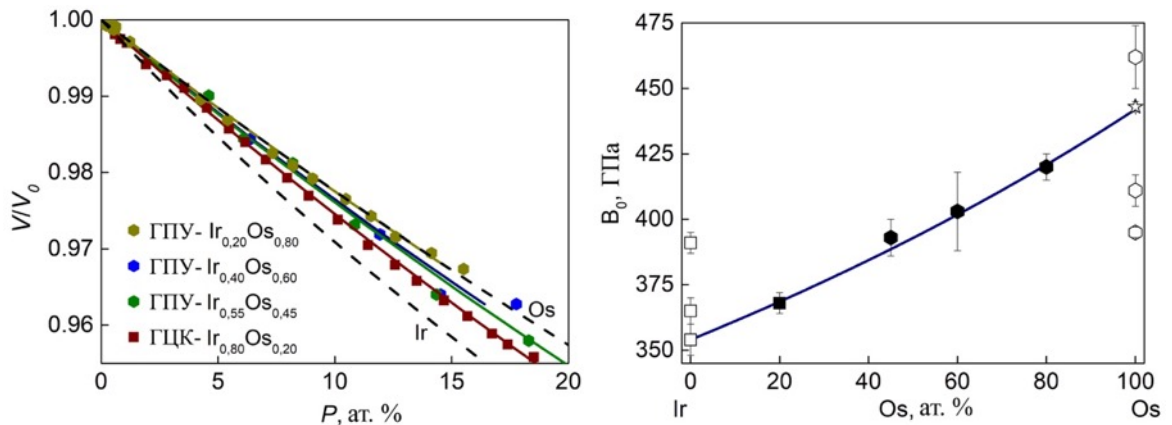 1.00
0.99
0.98
0.97
0.96
V/V0
ГПУ- Ir0,20Os0,80
ГПУ- Ir0,40Os0,60
ГПУ- Ir0,55Os0,45
ГЦК- Ir0,80Os0,20
Os
Ir
0 5 10 15 20
P, ат. %
475
450
425
400
375
350
B0, ГПа
0 20 40 60 80 100
Ir Os, ат. % Os